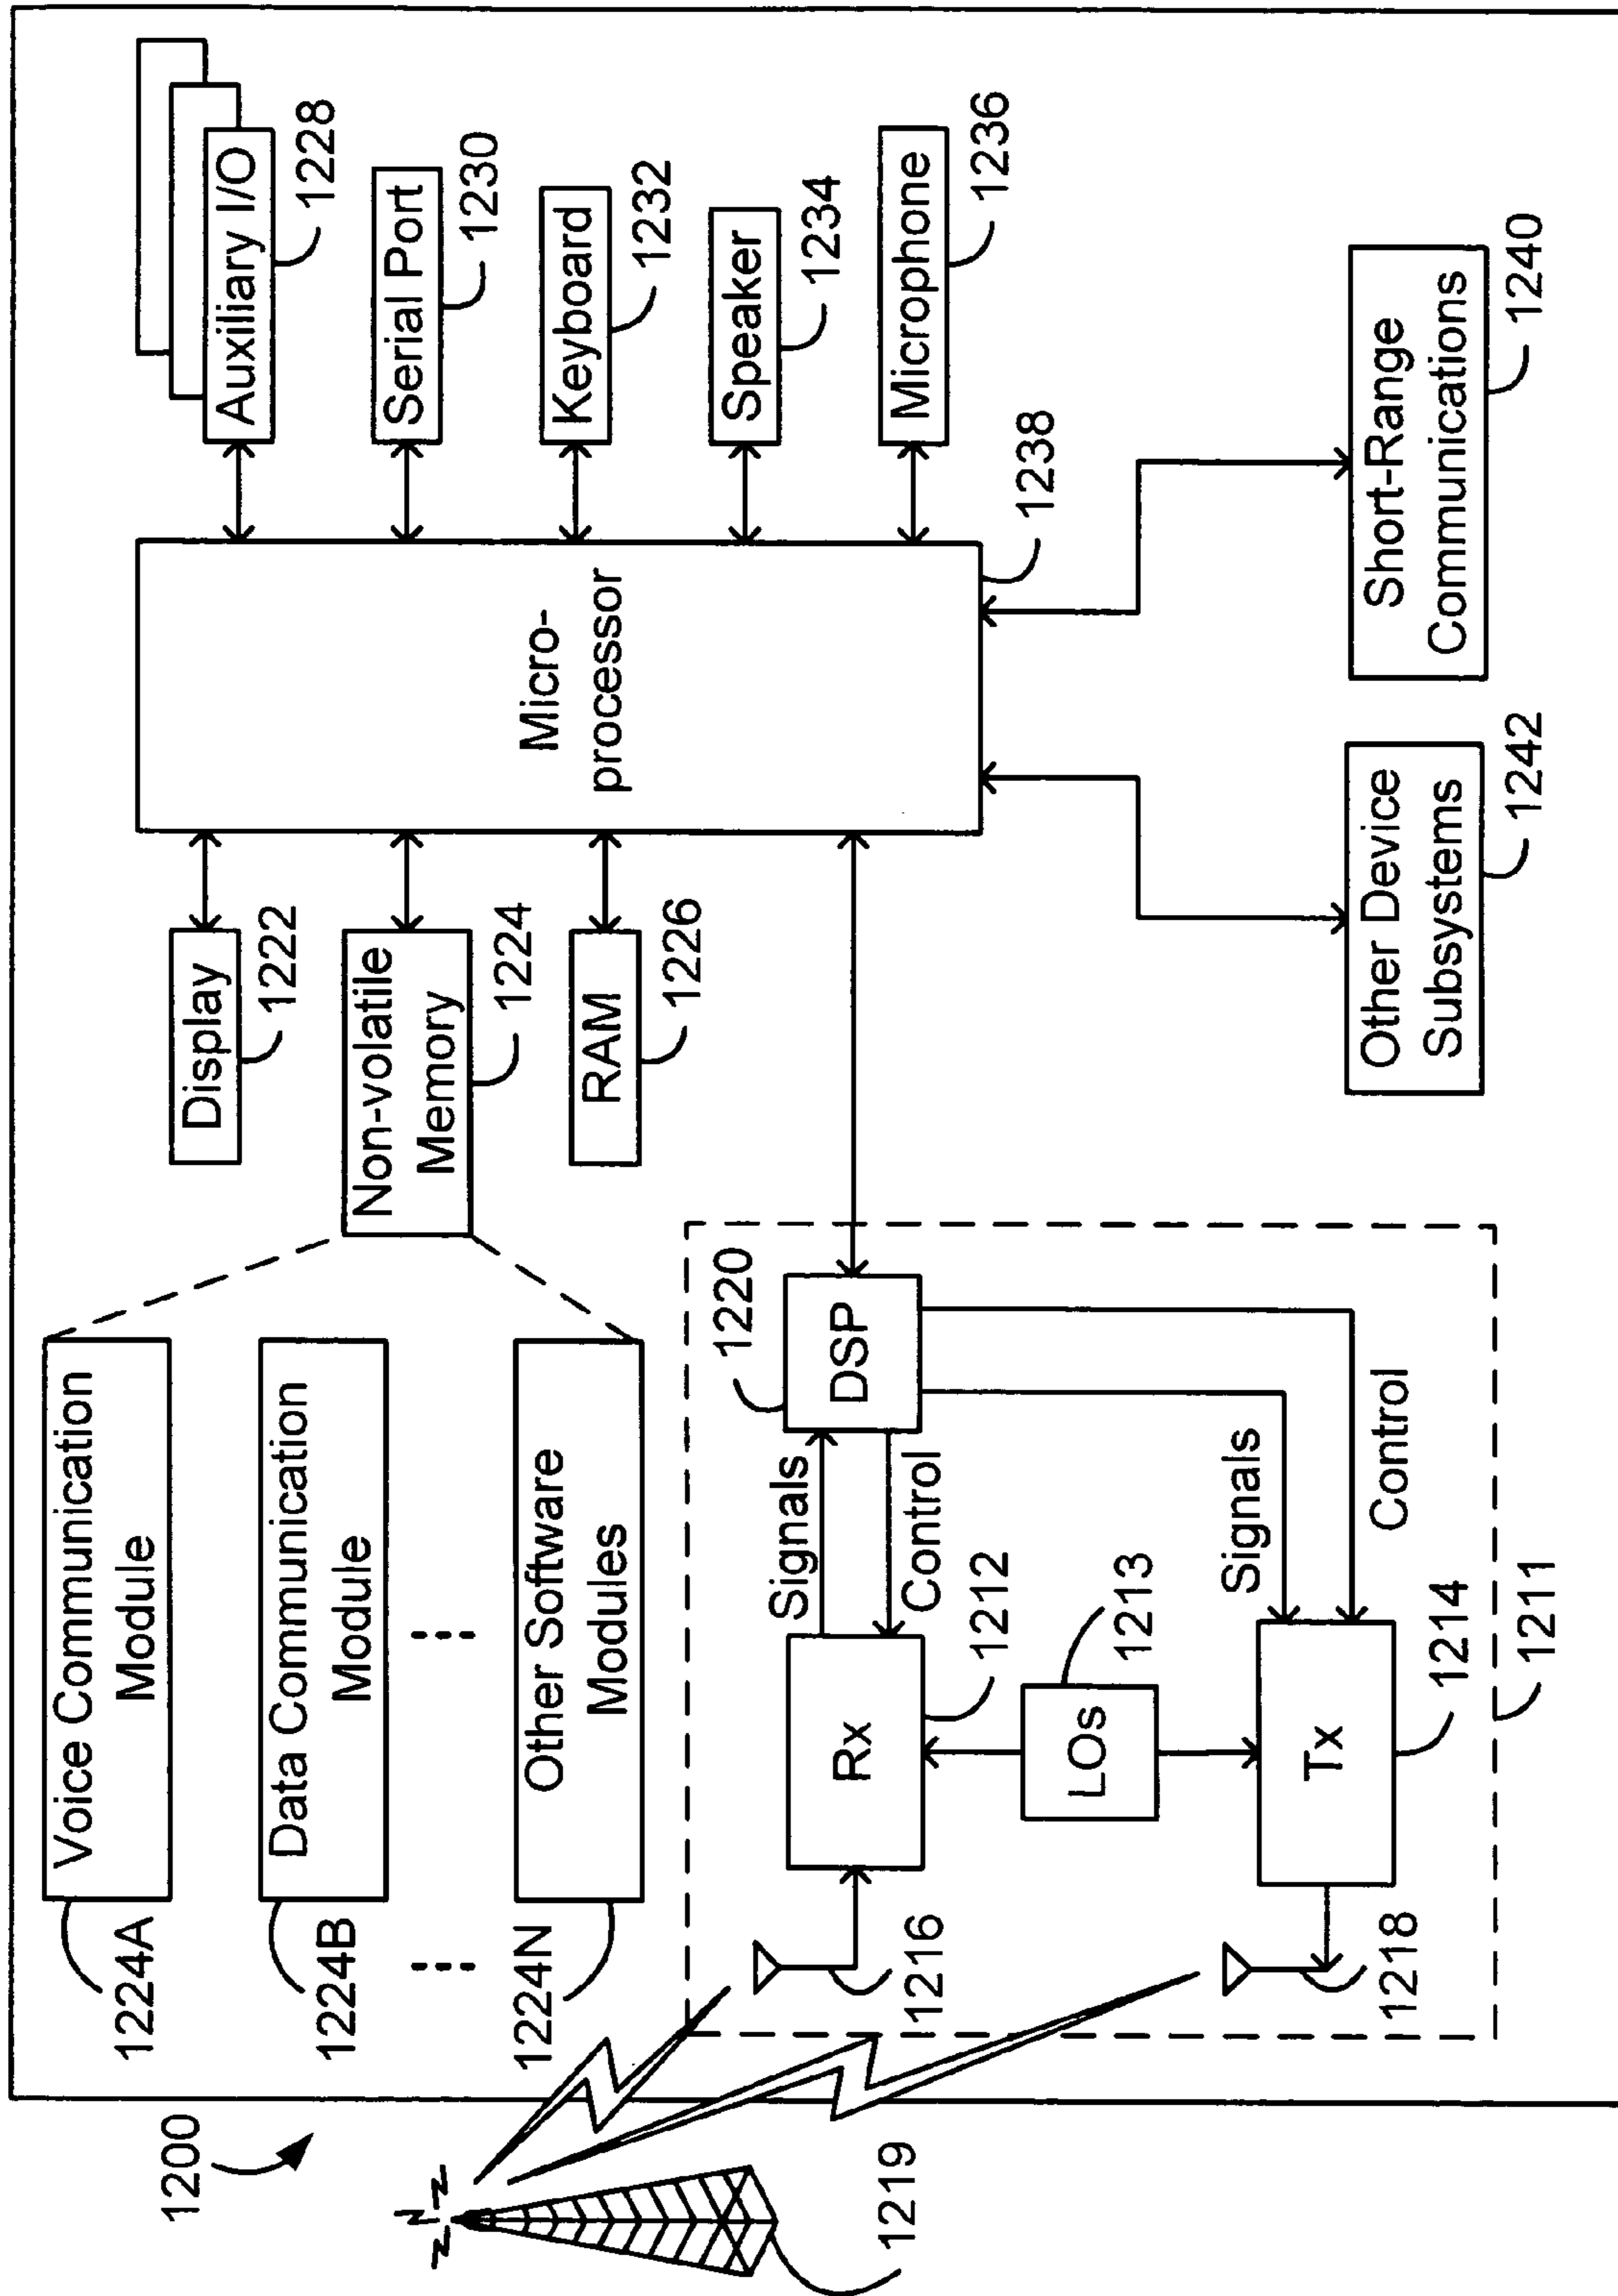 1200
1219
1224A
Voice Communication
Module
1224B
Data Communication
Module
1224N
Other Software
Modules
Display
1222
Non-volatile
Memory
1224
RAM
1226
Micro-
processor
1238
Auxiliary I/O
1228
Serial Port
1230
Keyboard
1232
Speaker
1234
Microphone
1236
1216
Rx
1212
Signals
Control
DSP
1220
LOs
1213
1218
Tx
1214
Signals
Control
1211
Other Device
Subsystems
1242
Short-Range
Communications
1240